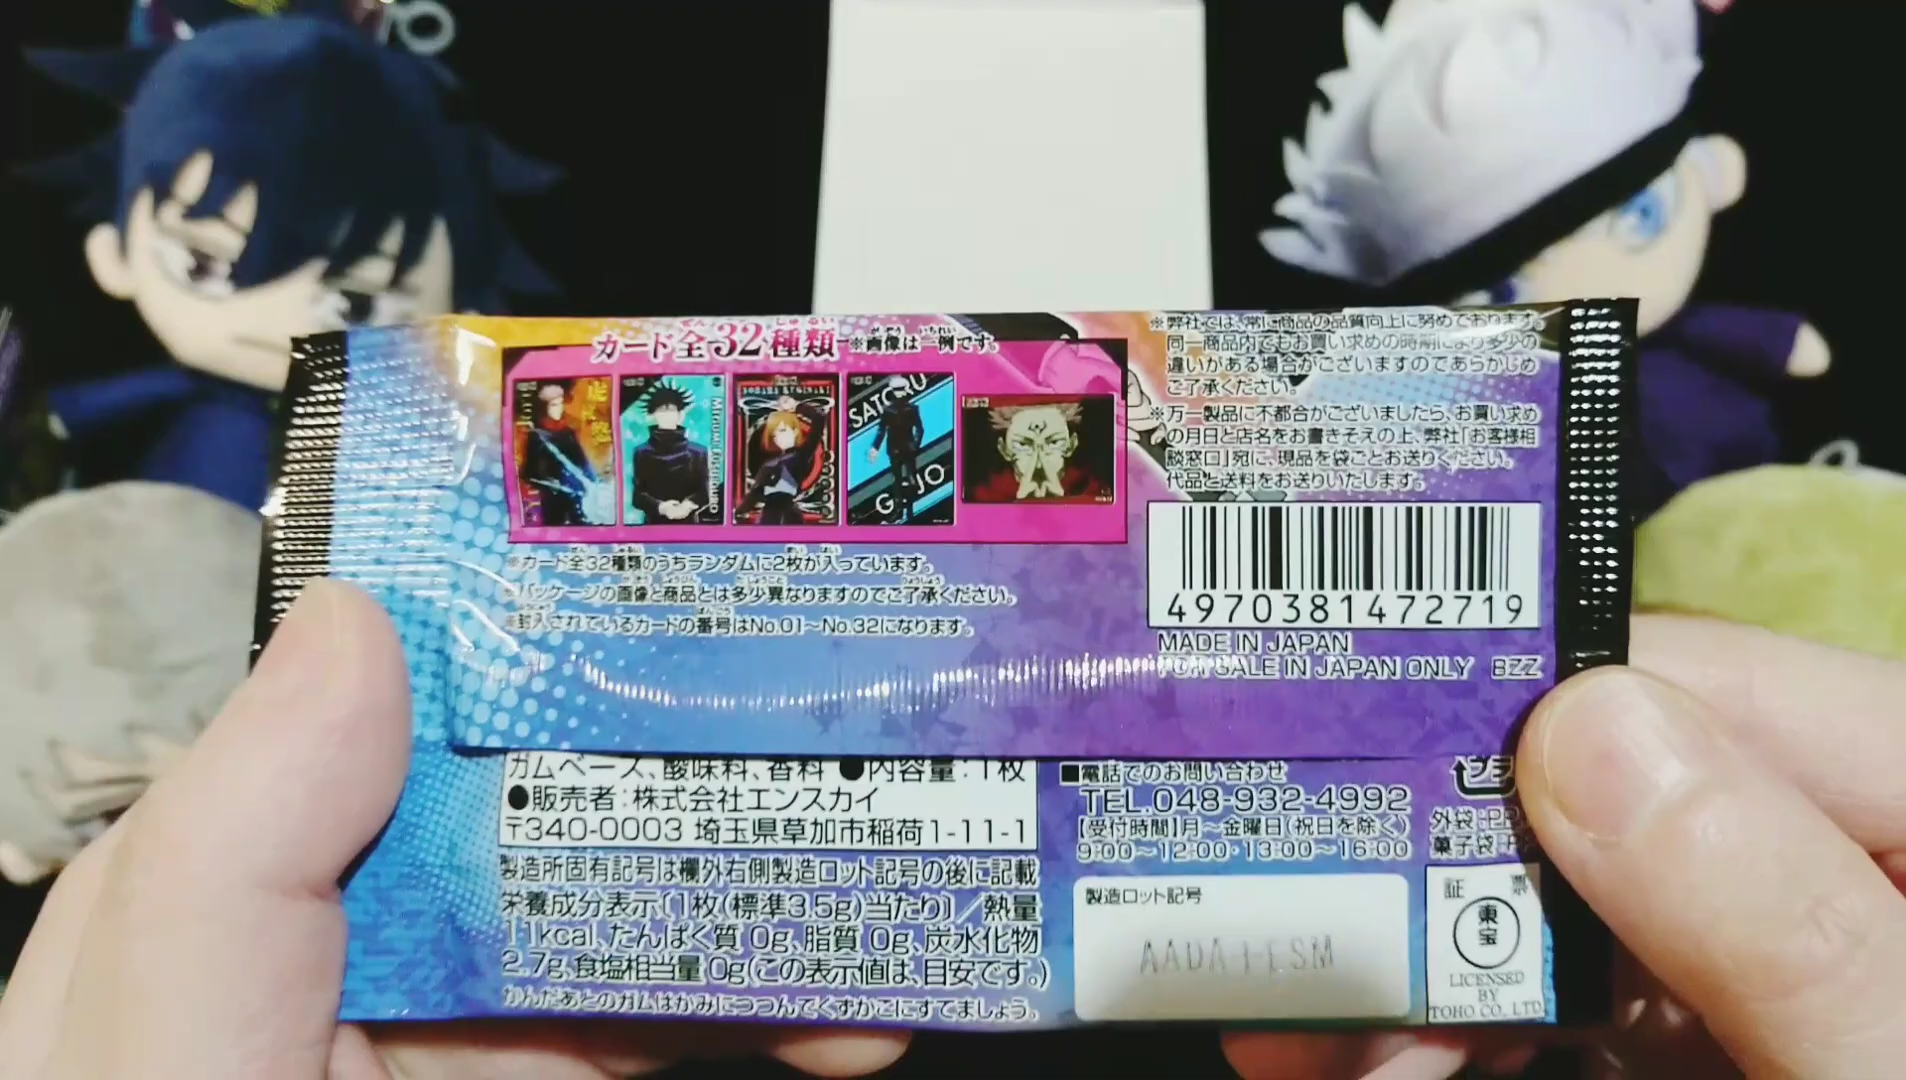 カード全32種類 ※画像は一例です。
SATORU
GOJO
MEGUMI FUSHIGURO
※カード全32種類のうちランダムに2枚が入っています。
※パッケージの画像と商品とは多少異なりますのでご了承ください。
※封入されているカードの番号はNo.01～No.32になります。
※弊社では、常に商品の品質向上に努めております。
同一商品内でもお買い求めの時期により多少の
違いがある場合がございますのであらかじめ
ご了承ください。
※万一製品に不都合がございましたら、お買い求め
の月日と店名をお書きそえの上、弊社「お客様相
談窓口」宛に、現品を袋ごとお送りください。
代品と送料をお送りいたします。
4970381472719
MADE IN JAPAN
FOR SALE IN JAPAN ONLY BZZ
ガムベース、酸味料、香料 ●内容量:1枚
●販売者:株式会社エンスカイ
〒340-0003 埼玉県草加市稲荷1-11-1
製造所固有記号は欄外右側製造ロット記号の後に記載
栄養成分表示〔1枚(標準3.5g)当たり〕／熱量
11kcal、たんぱく質 0g、脂質 0g、炭水化物
2.7g、食塩相当量 0g(この表示値は、目安です。)
かんだあとのガムはかみにつつんでくずかごにすてましょう。
■電話でのお問い合わせ
TEL.048-932-4992
【受付時間】月～金曜日(祝日を除く)
9:00～12:00・13:00～16:00
プラ
外袋:PP
菓子袋:P
製造ロット記号
証 票
東宝
LICENSED
BY
TOHO CO., LTD.